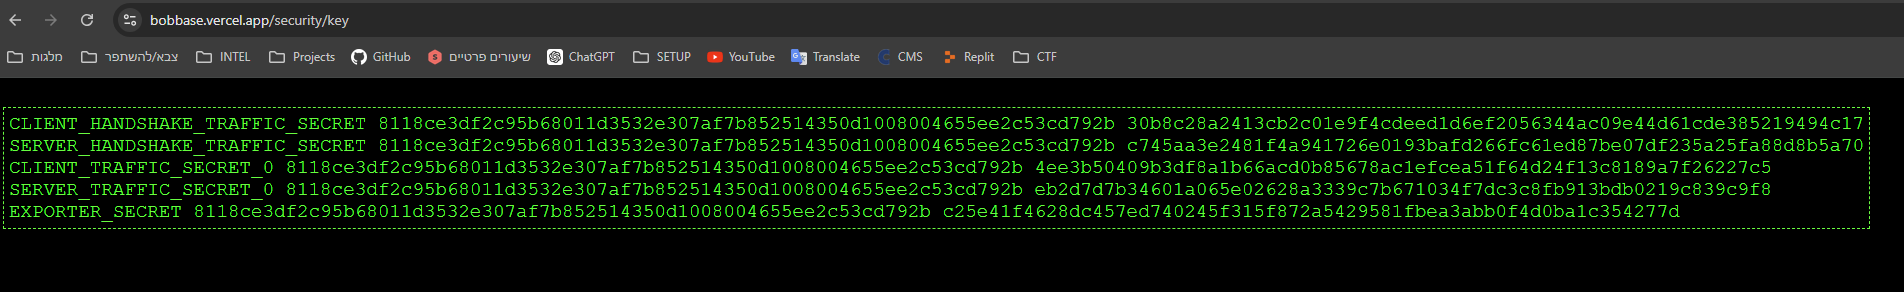 bobbase.vercel.app/security/key
מלגות צבא/להשתפר INTEL Projects GitHub שיעורים פרטיים ChatGPT SETUP YouTube Translate CMS Replit CTF
CLIENT_HANDSHAKE_TRAFFIC_SECRET 8118ce3df2c95b68011d3532e307af7b852514350d1008004655ee2c53cd792b 30b8c28a2413cb2c01e9f4cdeed1d6ef2056344ac09e44d61cde385219494c17
SERVER_HANDSHAKE_TRAFFIC_SECRET 8118ce3df2c95b68011d3532e307af7b852514350d1008004655ee2c53cd792b c745aa3e2481f4a941726e0193bafd266fc61ed87be07df235a25fa88d8b5a70
CLIENT_TRAFFIC_SECRET_0 8118ce3df2c95b68011d3532e307af7b852514350d1008004655ee2c53cd792b 4ee3b50409b3df8a1b66acd0b85678ac1efcea51f64d24f13c8189a7f26227c5
SERVER_TRAFFIC_SECRET_0 8118ce3df2c95b68011d3532e307af7b852514350d1008004655ee2c53cd792b eb2d7d7b34601a065e02628a3339c7b671034f7dc3c8fb913bdb0219c839c9f8
EXPORTER_SECRET 8118ce3df2c95b68011d3532e307af7b852514350d1008004655ee2c53cd792b c25e41f4628dc457ed740245f315f872a5429581fbea3abb0f4d0ba1c354277d